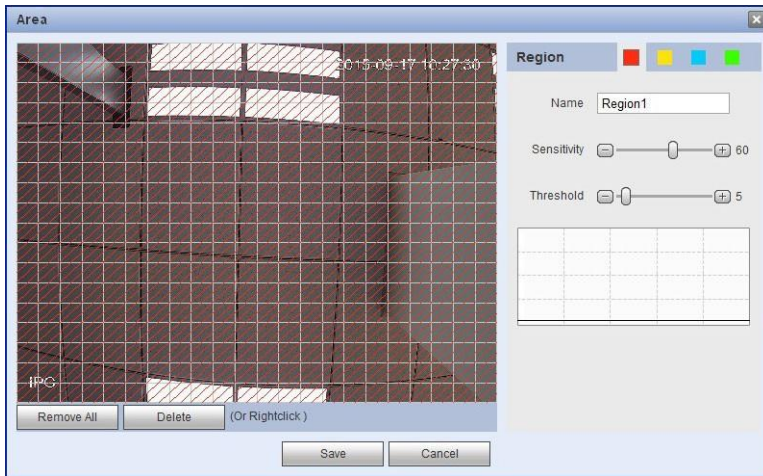 Area
2015-09-17 10:27:30
IPC
Region
Name
Region1
Sensitivity
60
Threshold
5
Remove All
Delete
(Or Rightclick )
Save
Cancel